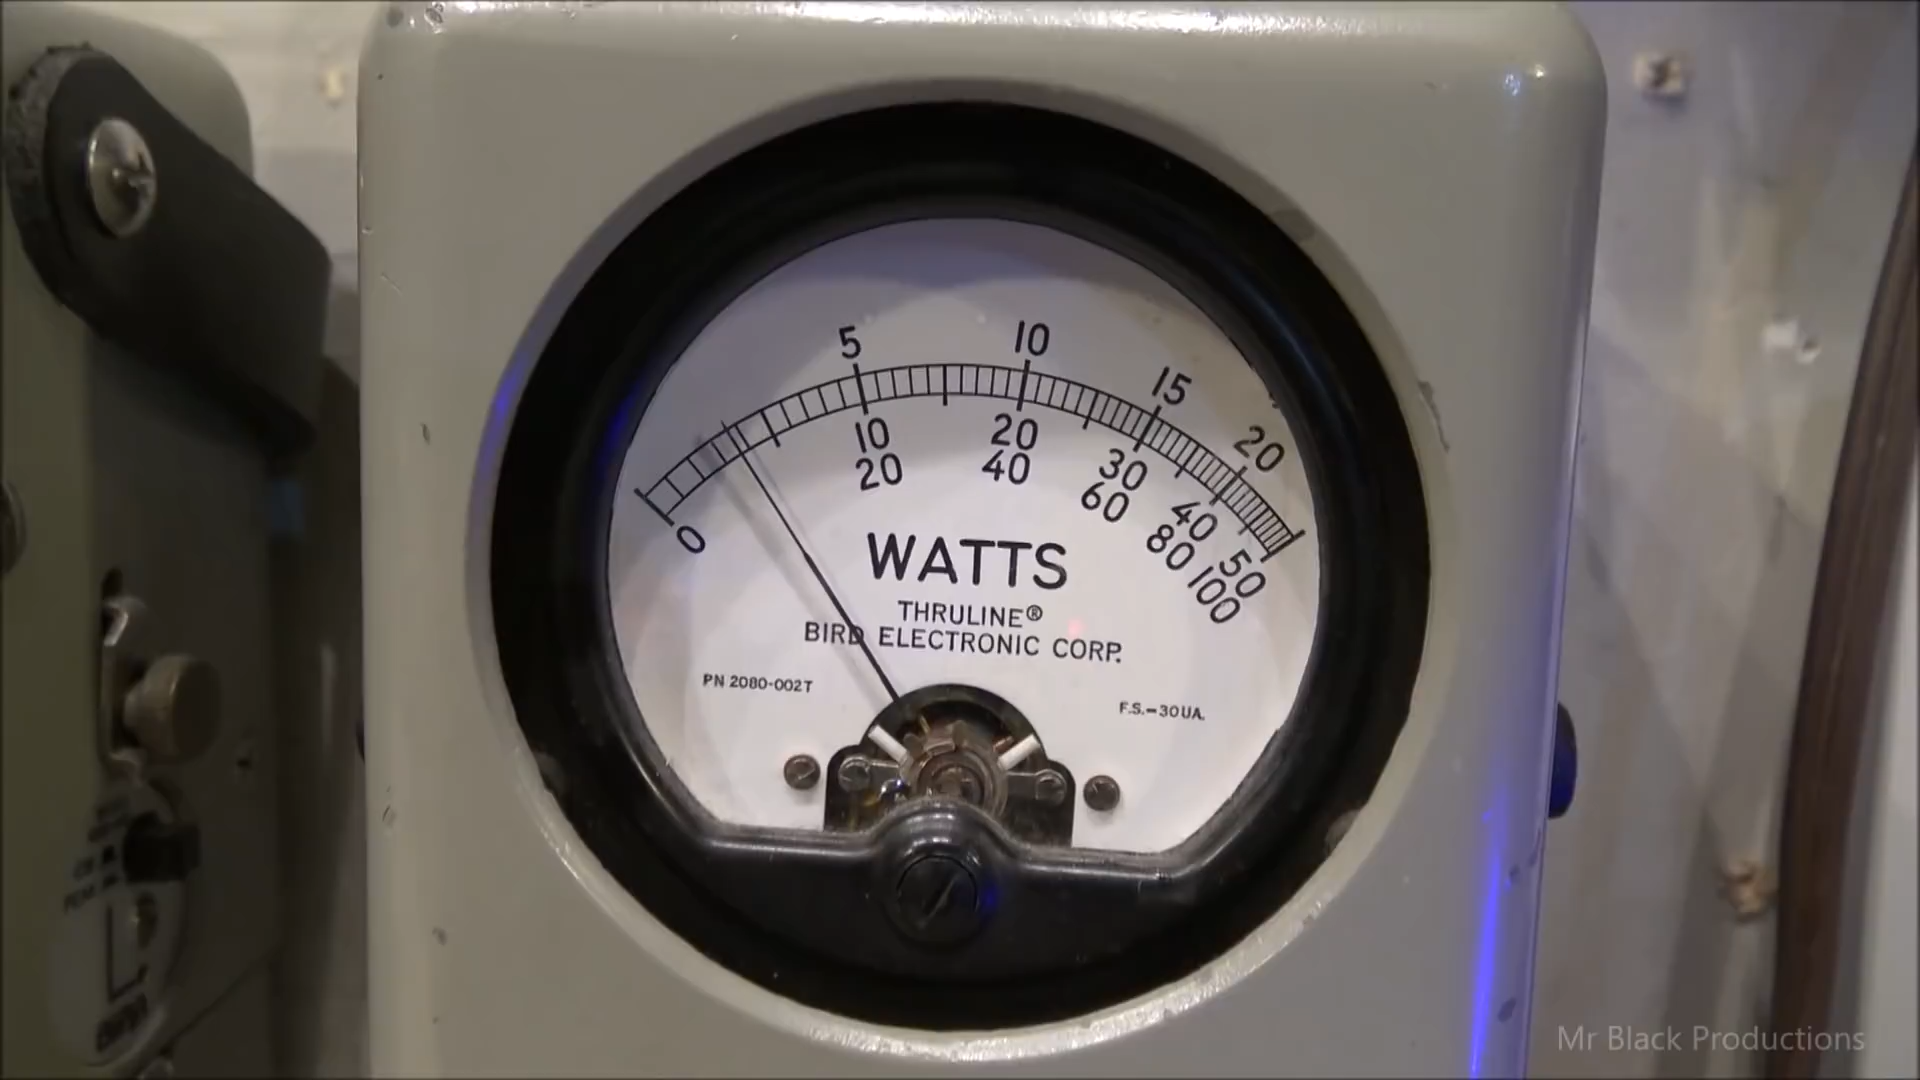 5 10 15 20
0 10 20 30 40 50
20 40 60 80 100
WATTS
THRULINE®
BIRD ELECTRONIC CORP.
PN 2080-002T
F.S.-30UA.
Mr Black Productions